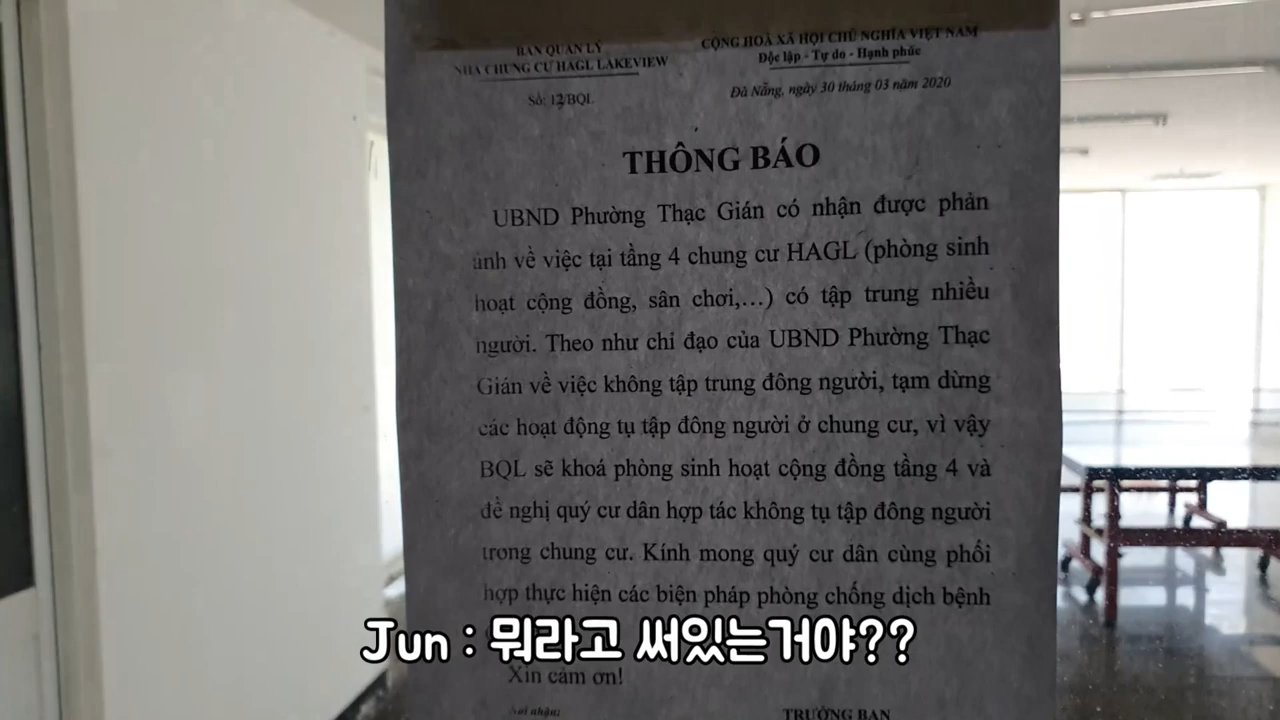 BAN QUẢN LÝ
NHÀ CHUNG CƯ HAGL LAKEVIEW
Số: 12/BQL
CỘNG HOÀ XÃ HỘI CHỦ NGHĨA VIỆT NAM
Độc lập - Tự do - Hạnh phúc
Đà Nẵng, ngày 30 tháng 03 năm 2020
THÔNG BÁO
UBND Phường Thạc Gián có nhận được phản
ánh về việc tại tầng 4 chung cư HAGL (phòng sinh
hoạt cộng đồng, sân chơi,...) có tập trung nhiều
người. Theo như chỉ đạo của UBND Phường Thạc
Gián về việc không tập trung đông người, tạm dừng
các hoạt động tụ tập đông người ở chung cư, vì vậy
BQL sẽ khoá phòng sinh hoạt cộng đồng tầng 4 và
đề nghị quý cư dân hợp tác không tụ tập đông người
trong chung cư. Kính mong quý cư dân cùng phối
hợp thực hiện các biện pháp phòng chống dịch bệnh
Jun : 뭐라고 써있는거야??
Xin cảm ơn!
Nơi nhận:
TRƯỞNG BAN